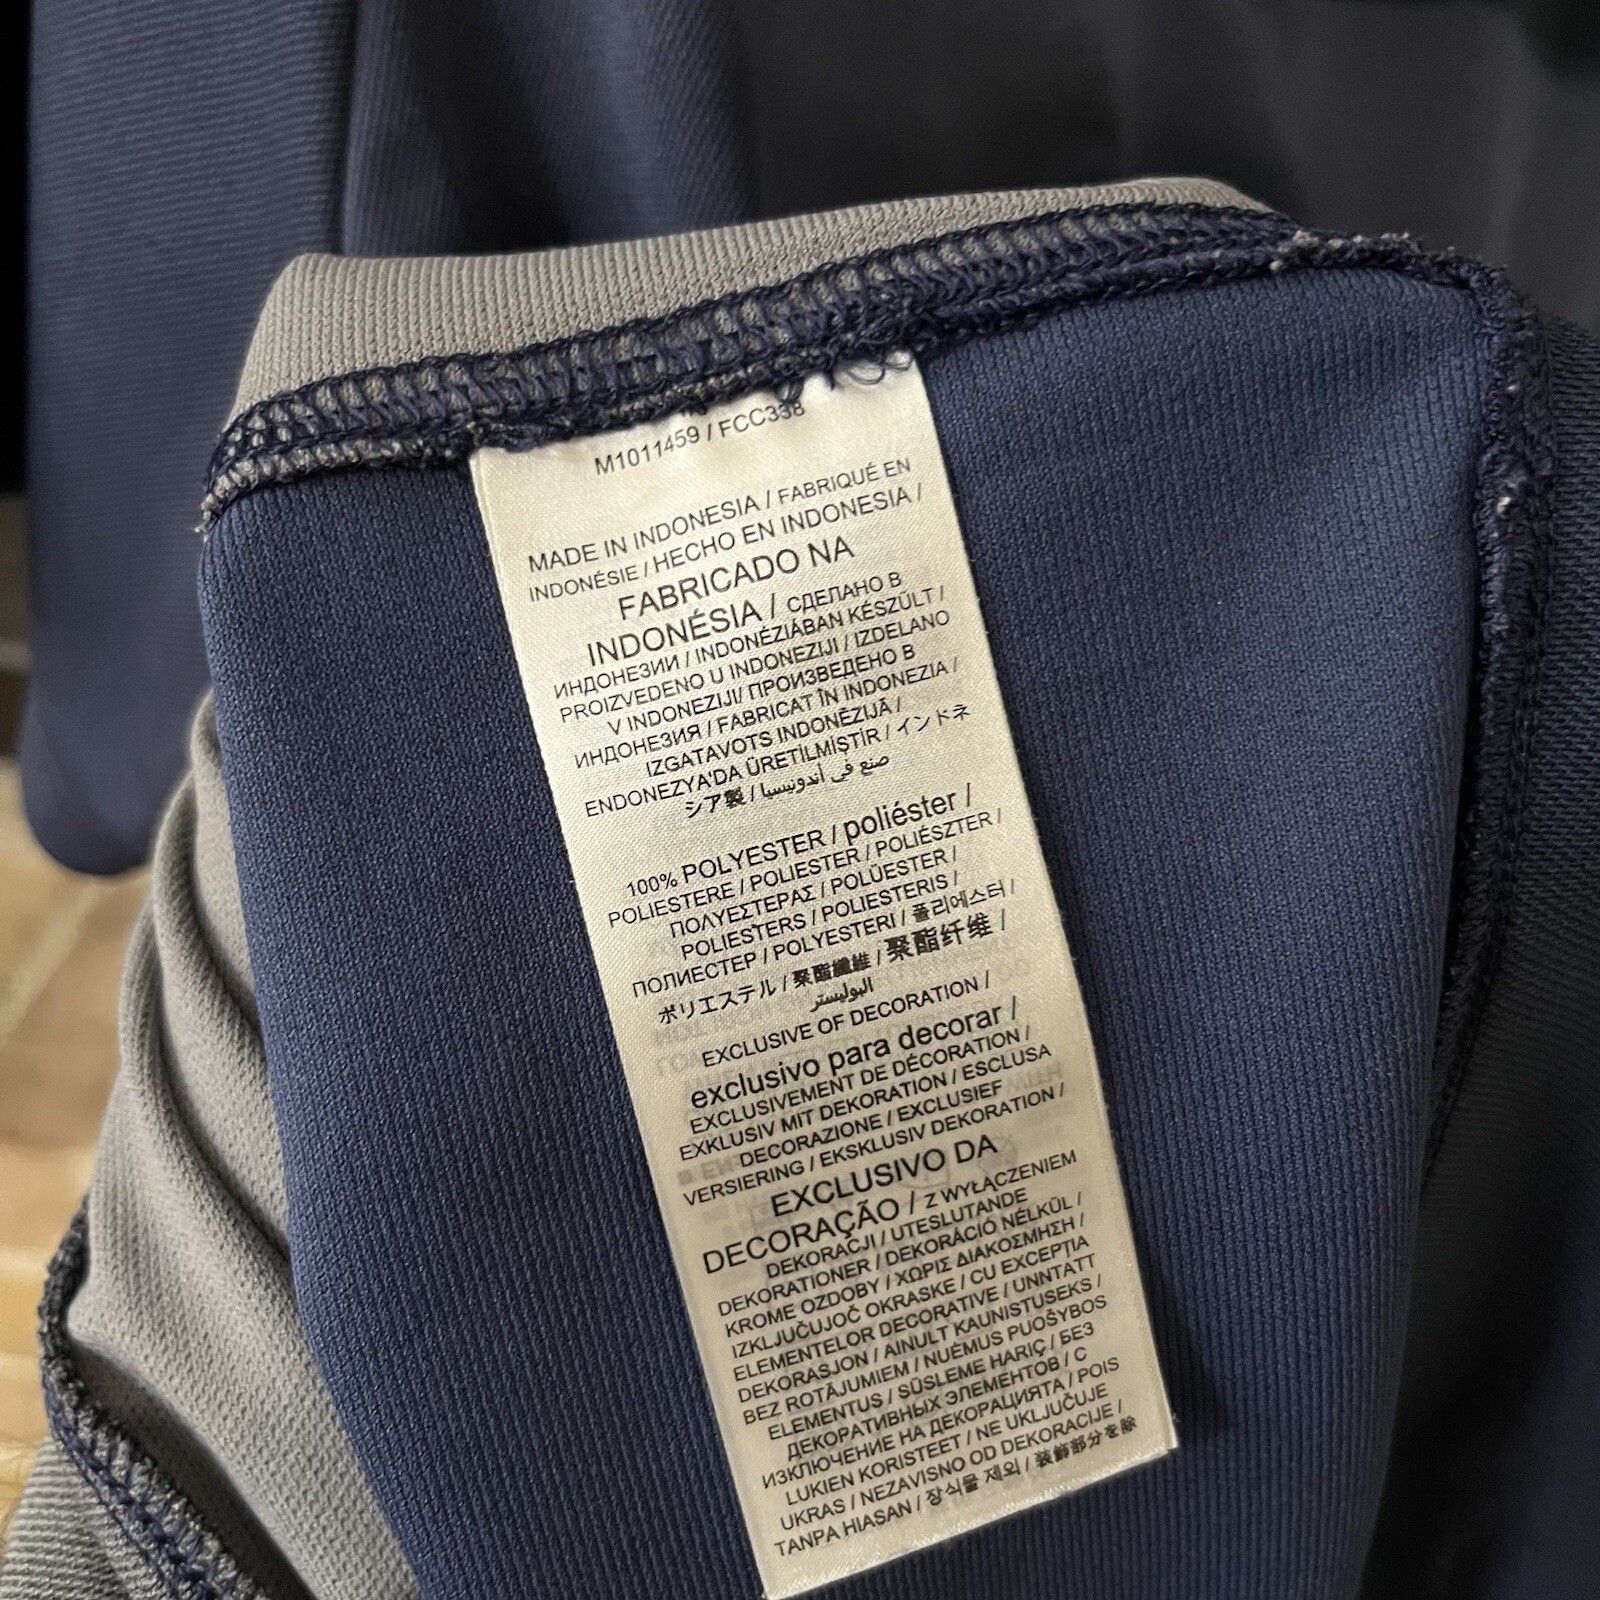 M1011459 / FCC338
MADE IN INDONESIA / FABRIQUÉ EN
INDONÉSIE / HECHO EN INDONESIA /
FABRICADO NA
INDONÉSIA / СДЕЛАНО В
ИНДОНЕЗИИ / INDONÉZIÁBAN KÉSZÜLT /
PROIZVEDENO U INDONEZIJI / IZDELANO
V INDONEZIJI/ ПРОИЗВЕДЕНО В
ИНДОНЕЗИЯ / FABRICAT ÎN INDONEZIA /
IZGATAVOTS INDONĒZIJĀ /
ENDONEZYA'DA ÜRETİLMİŞTİR / インドネ
シア製 / صنع في أندونيسيا
100% POLYESTER / poliéster /
POLIESTERE / POLIESTER / POLIÉSZTER /
ΠΟΛΥΕΣΤΕΡΑΣ / POLÜESTER /
POLIESTERS / POLIESTERIS /
ПОЛИЕСТЕР / POLYESTERI / 폴리에스터 /
ポリエステル / 聚酯纖維 / 聚酯纤维 /
البوليستر
EXCLUSIVE OF DECORATION /
exclusivo para decorar /
EXCLUSIVEMENT DE DÉCORATION /
EXKLUSIV MIT DEKORATION / ESCLUSA
DECORAZIONE / EXCLUSIEF
VERSIERING / EKSKLUSIV DEKORATION /
EXCLUSIVO DA
DECORAÇÃO / Z WYŁĄCZENIEM
DEKORACJI / UTESLUTANDE
DEKORATIONER / DEKORÁCIÓ NÉLKÜL /
KROME OZDOBY / ΧΩΡΙΣ ΔΙΑΚΟΣΜΗΣΗ /
IZKLJUČUJOČ OKRASKE / CU EXCEPȚIA
ELEMENTELOR DECORATIVE / UNNTATT
DEKORASJON / AINULT KAUNISTUSEKS /
BEZ ROTĀJUMIEM / NUĖMUS PUOŠYBOS
ELEMENTUS / SÜSLEME HARİÇ / БЕЗ
ДЕКОРАТИВНЫХ ЭЛЕМЕНТОВ / С
ИЗКЛЮЧЕНИЕ НА ДЕКОРАЦИЯТА / POIS
LUKIEN KORISTEET / NE UKLJUČUJE
UKRAS / NEZAVISNO OD DEKORACIJE /
TANPA HIASAN / 장식물 제외 / 装飾部分を除